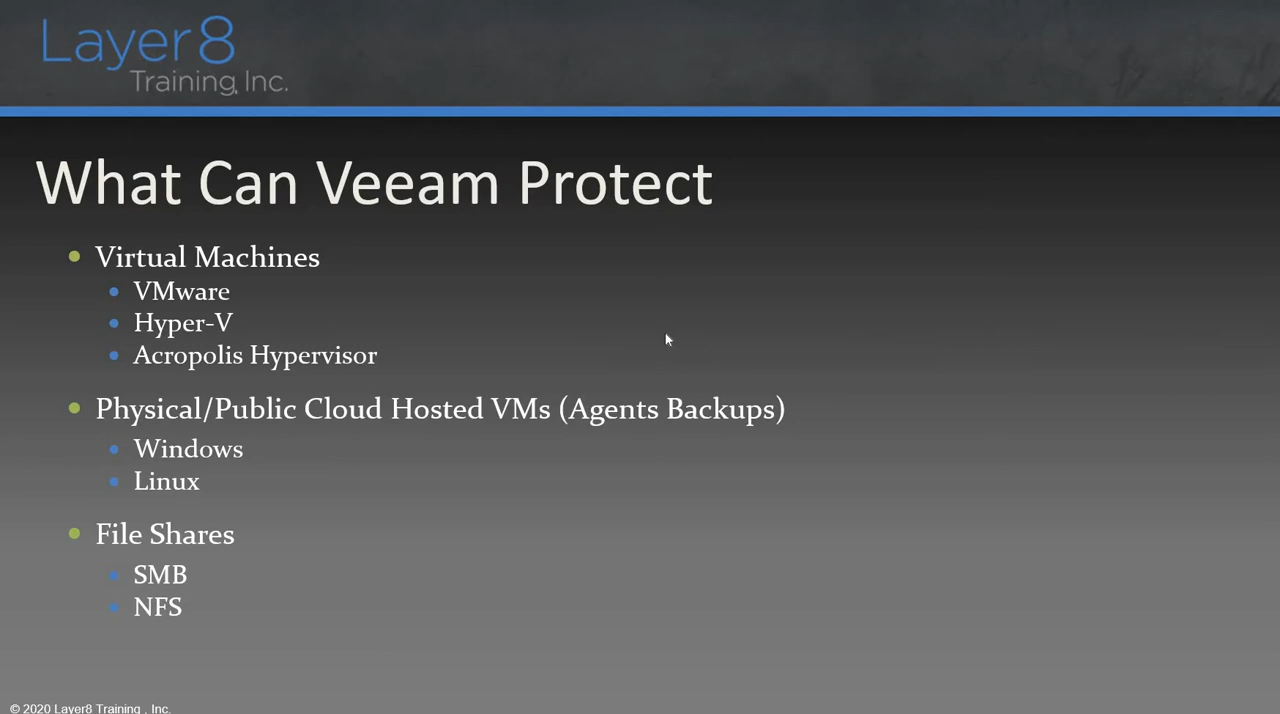 Layer8
Training, Inc.
What Can Veeam Protect
Virtual Machines
VMware
Hyper-V
Acropolis Hypervisor
Physical/Public Cloud Hosted VMs (Agents Backups)
Windows
Linux
File Shares
SMB
NFS
© 2020 Layer8 Training , Inc.